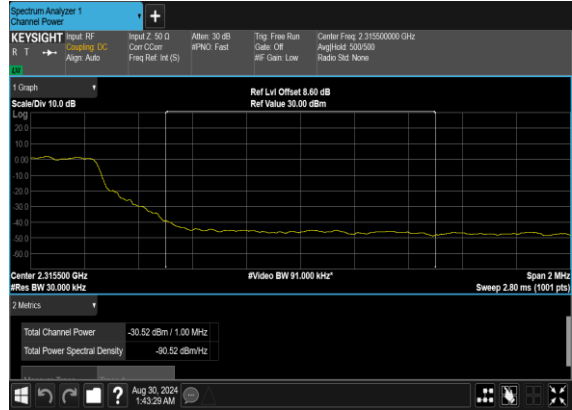 Spectrum Analyzer 1
Channel Power
+
KEYSIGHT
R T
LV
Input: RF
Coupling: DC
Align: Auto
Input Z: 50 Ω
Corr CCorr
Freq Ref: Int (S)
Atten: 30 dB
#PNO: Fast
Trig: Free Run
Gate: Off
#IF Gain: Low
Center Freq: 2.315500000 GHz
Avg|Hold: 500/500
Radio Std: None
1 Graph
Scale/Div 10.0 dB
Ref Lvl Offset 8.60 dB
Ref Value 30.00 dBm
Log
20.0
10.0
0.00
-10.0
-20.0
-30.0
-40.0
-50.0
-60.0
Center 2.315500 GHz
#Res BW 30.000 kHz
#Video BW 91.000 kHz*
Span 2 MHz
Sweep 2.80 ms (1001 pts)
2 Metrics
Total Channel Power -30.52 dBm / 1.00 MHz
Total Power Spectral Density -90.52 dBm/Hz
?
Aug 30, 2024
1:43:29 AM